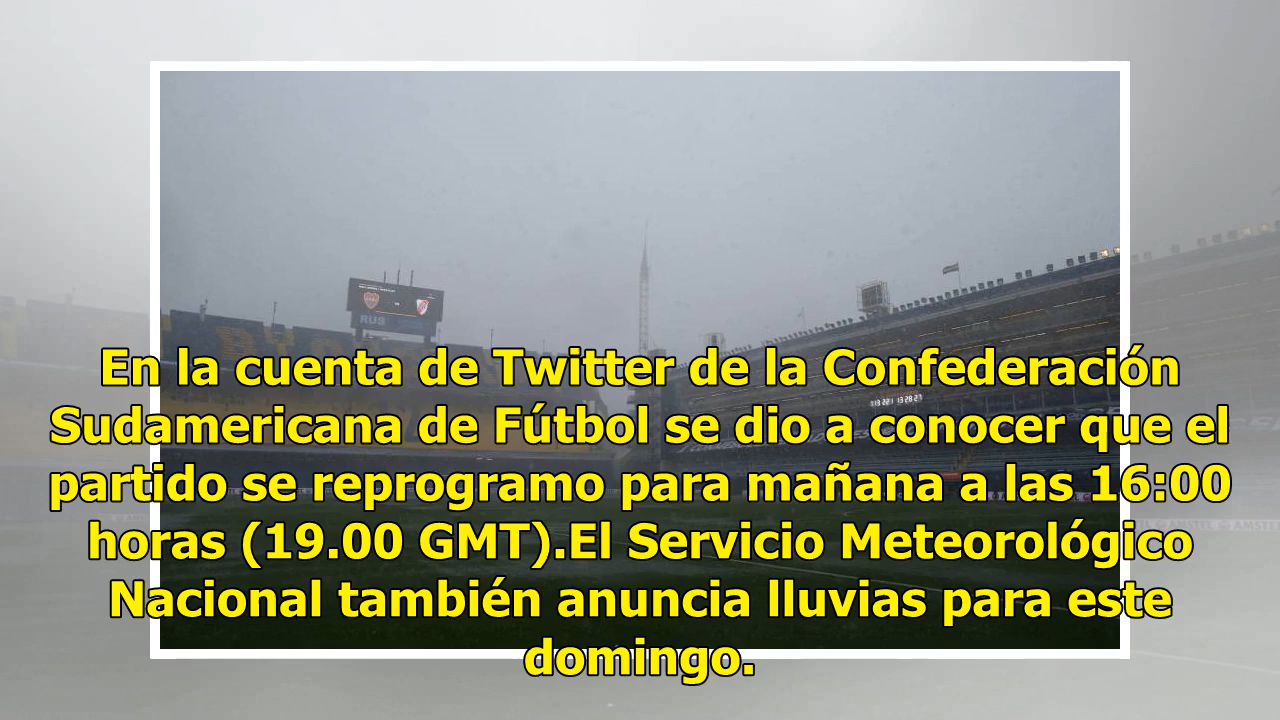 RUS
En la cuenta de Twitter de la Confederación
Sudamericana de Fútbol se dio a conocer que el
partido se reprogramo para mañana a las 16:00
horas (19.00 GMT).El Servicio Meteorológico
Nacional también anuncia lluvias para este
domingo.